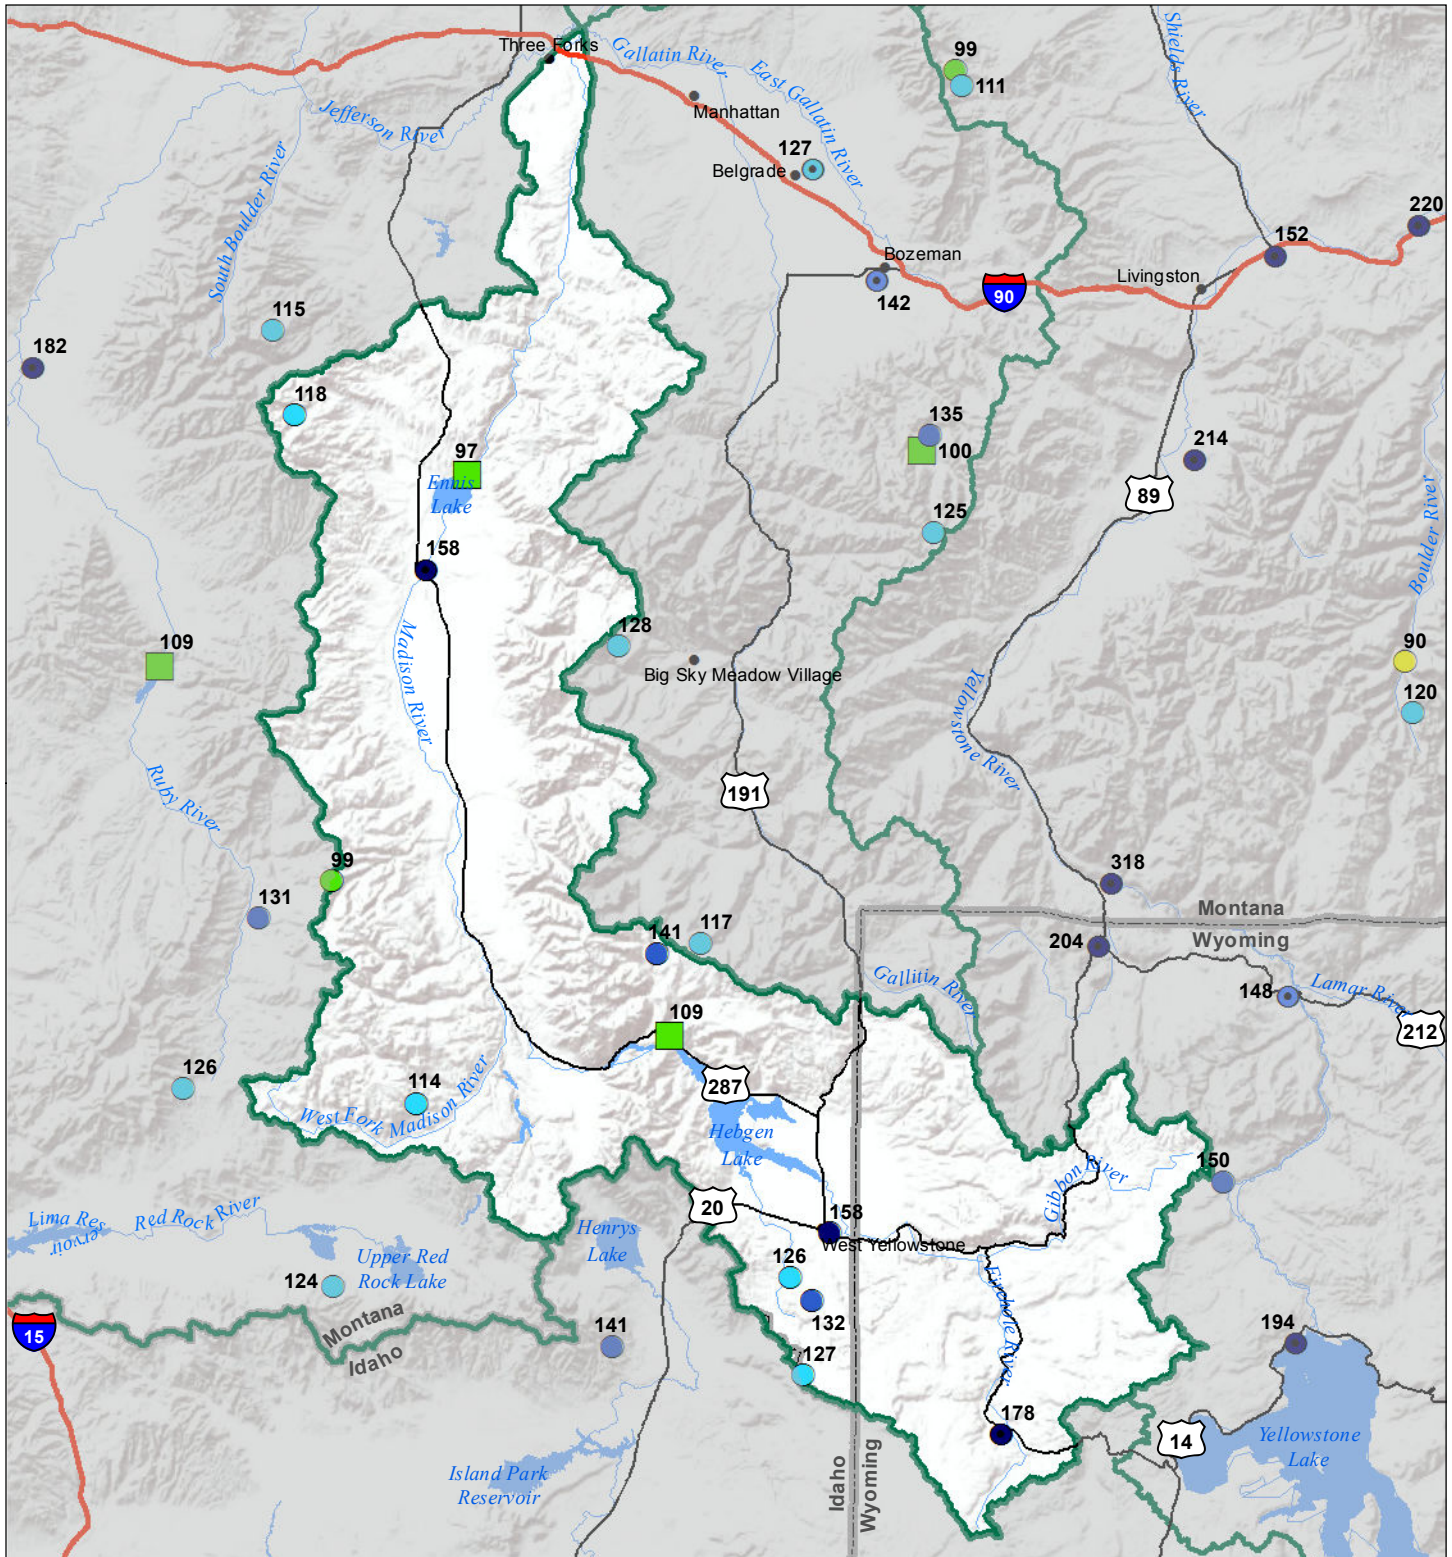 Three Forks
Gallatin River
Shields River
99
111
East Gallatin River
Manhattan
Jefferson River
127
Belgrade
South Boulder River
220
152
Bozeman
Livingston
90
142
115
182
118
135
100
97
Ennis
Lake
214
89
125
Boulder River
158
Madison River
128
109
Big Sky Meadow Village
90
120
Yellowstone River
Ruby River
191
99
131
318
Montana
Wyoming
141
117
204
Gallitin River
148
Lamar River
212
109
126
114
287
West Fork Madison River
Hebgen
Lake
Gibbon River
150
Lima Reservoir
Red Rock River
20
158
West Yellowstone
Henrys
Lake
Upper Red
Rock Lake
124
126
132
Firehole River
Montana
Idaho
15
141
127
194
178
14
Yellowstone
Lake
Island Park
Reservoir
Idaho
Wyoming